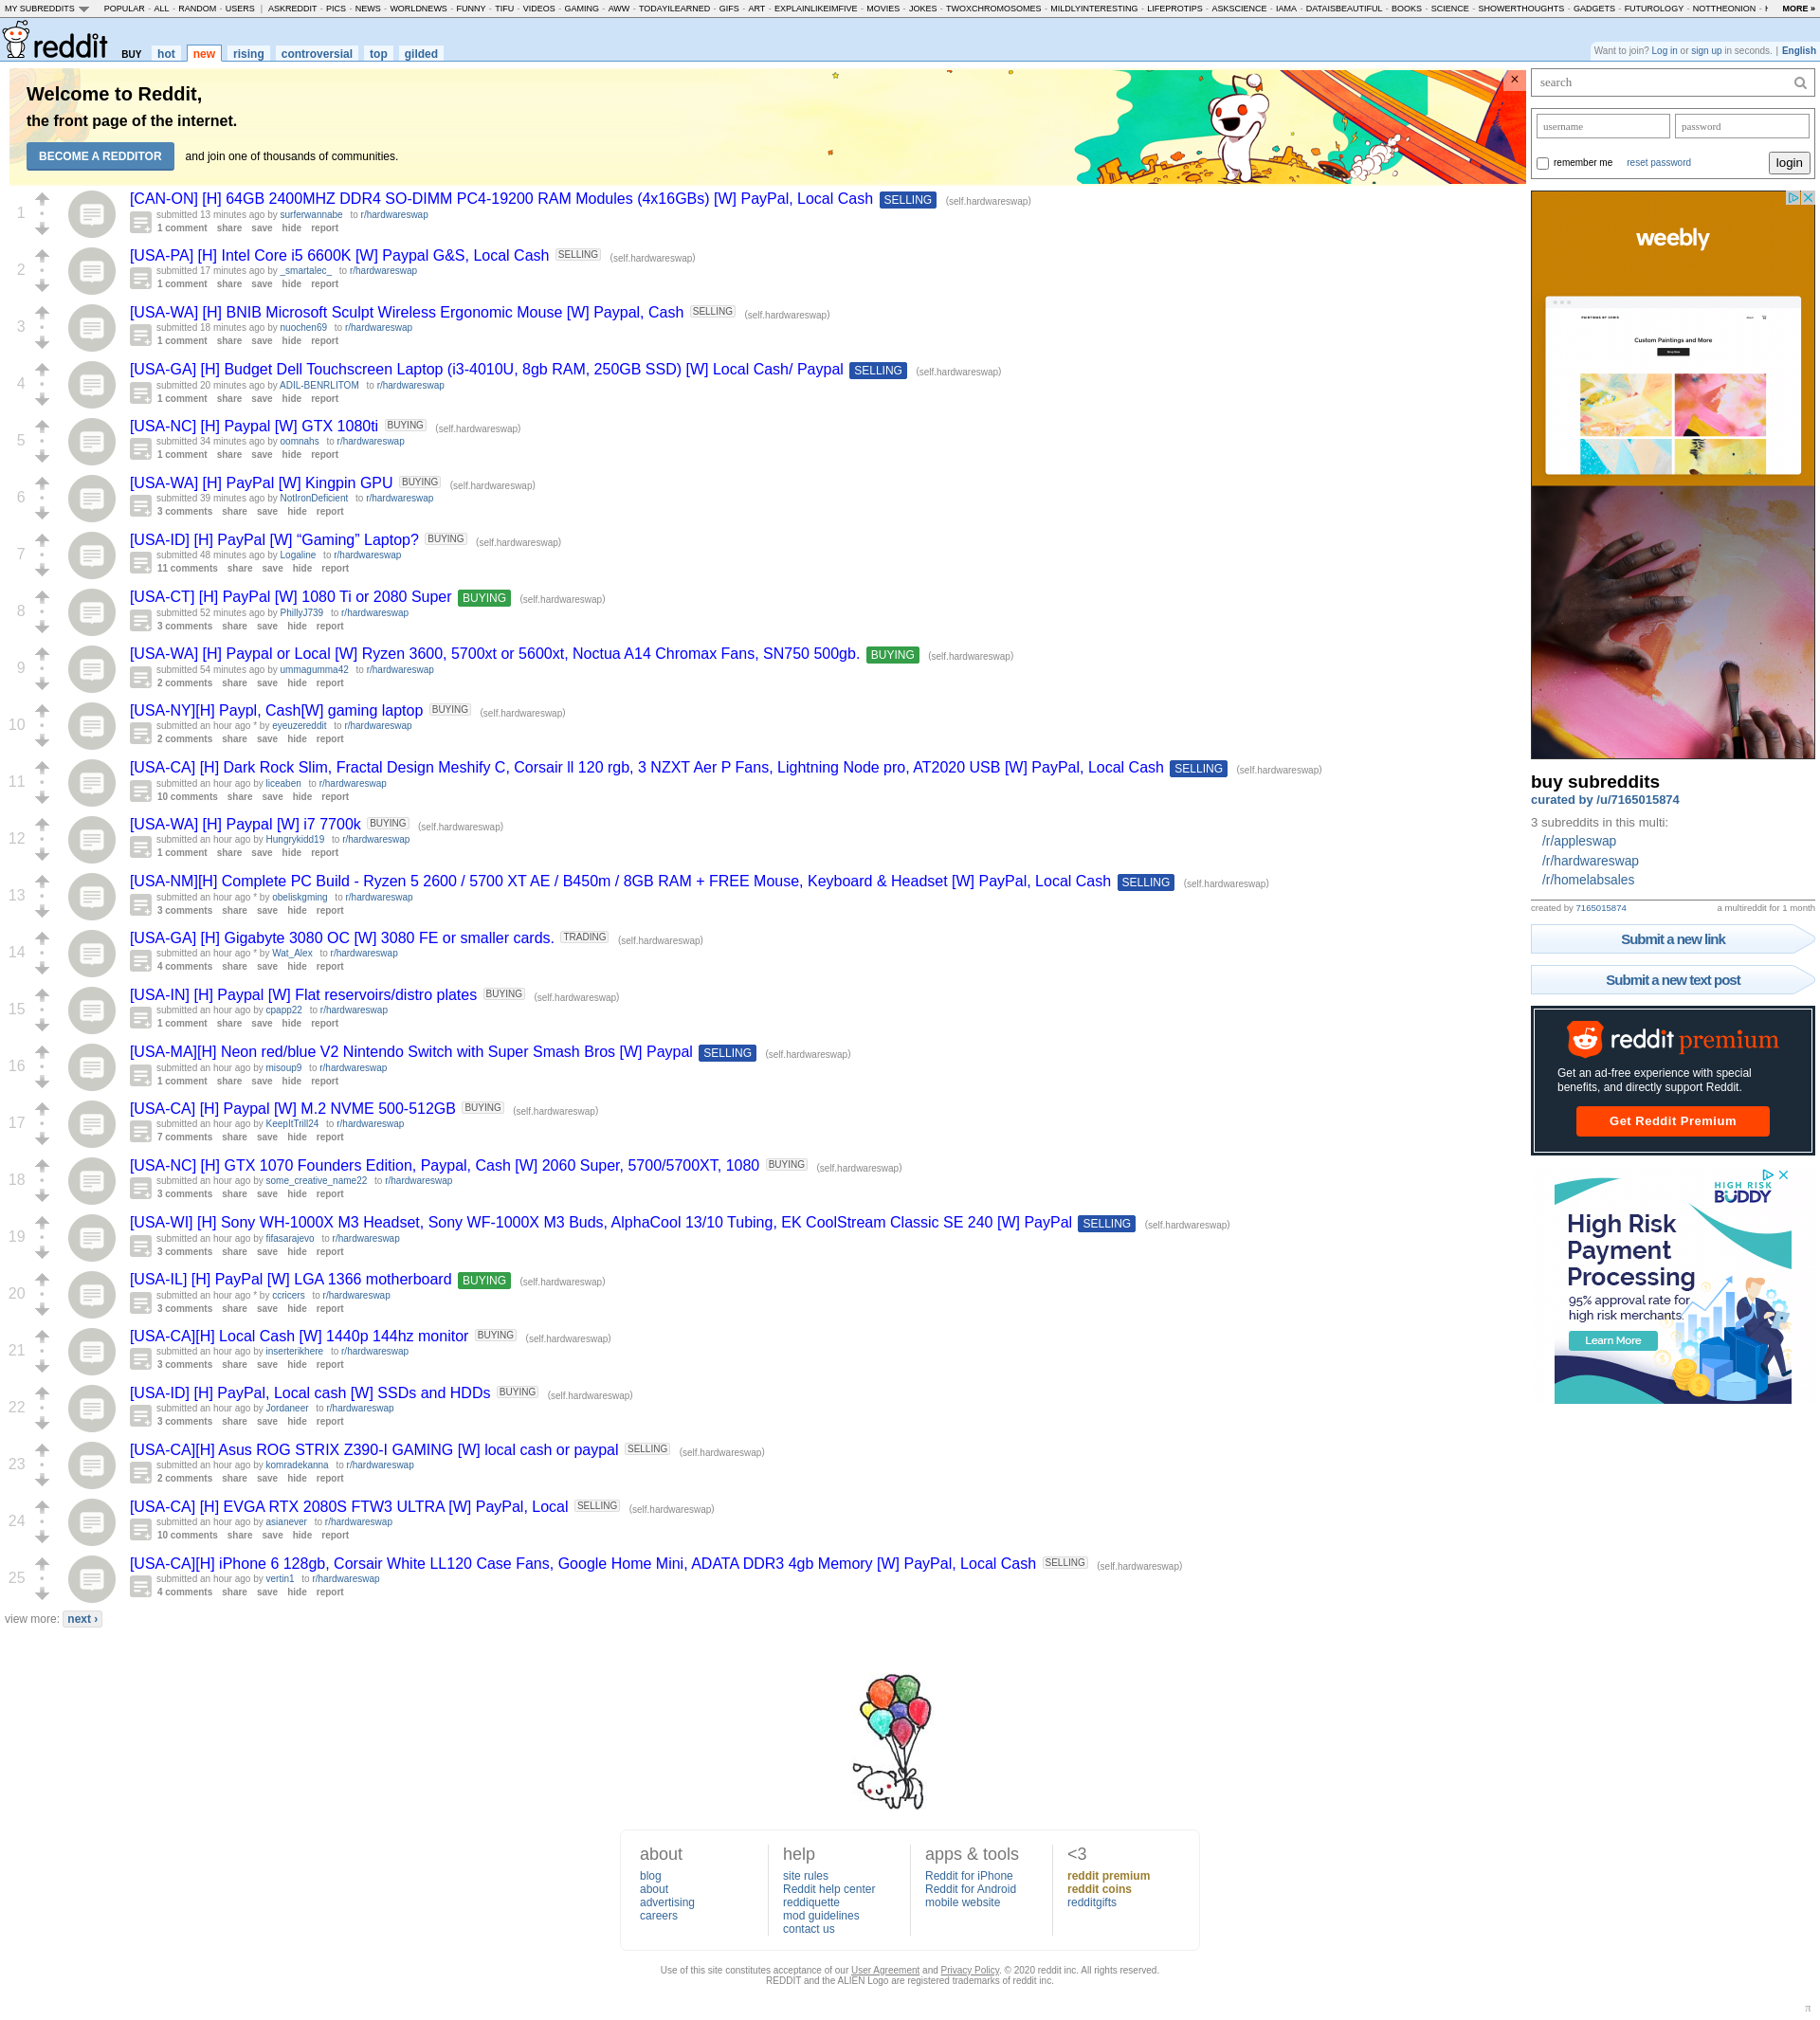 MY SUBREDDITS POPULAR - ALL - RANDOM - USERS | ASKREDDIT - PICS - NEWS - WORLDNEWS - FUNNY - TIFU - VIDEOS - GAMING - AWW - TODAYILEARNED - GIFS - ART - EXPLAINLIKEIMFIVE - MOVIES - JOKES - TWOXCHROMOSOMES - MILDLYINTERESTING - LIFEPROTIPS - ASKSCIENCE - IAMA - DATAISBEAUTIFUL - BOOKS - SCIENCE - SHOWERTHOUGHTS - GADGETS - FUTUROLOGY - NOTTHEONION - MORE »
reddit BUY hot new rising controversial top gilded
Want to join? Log in or sign up in seconds. | English
Welcome to Reddit,
the front page of the internet.
BECOME A REDDITOR and join one of thousands of communities.
×
1
[CAN-ON] [H] 64GB 2400MHZ DDR4 SO-DIMM PC4-19200 RAM Modules (4x16GBs) [W] PayPal, Local Cash SELLING (self.hardwareswap)
submitted 13 minutes ago by surferwannabe to r/hardwareswap
1 comment share save hide report
2
[USA-PA] [H] Intel Core i5 6600K [W] Paypal G&S, Local Cash SELLING (self.hardwareswap)
submitted 17 minutes ago by _smartalec_ to r/hardwareswap
1 comment share save hide report
3
[USA-WA] [H] BNIB Microsoft Sculpt Wireless Ergonomic Mouse [W] Paypal, Cash SELLING (self.hardwareswap)
submitted 18 minutes ago by nuochen69 to r/hardwareswap
1 comment share save hide report
4
[USA-GA] [H] Budget Dell Touchscreen Laptop (i3-4010U, 8gb RAM, 250GB SSD) [W] Local Cash/ Paypal SELLING (self.hardwareswap)
submitted 20 minutes ago by ADIL-BENRLITOM to r/hardwareswap
1 comment share save hide report
5
[USA-NC] [H] Paypal [W] GTX 1080ti BUYING (self.hardwareswap)
submitted 34 minutes ago by oomnahs to r/hardwareswap
1 comment share save hide report
6
[USA-WA] [H] PayPal [W] Kingpin GPU BUYING (self.hardwareswap)
submitted 39 minutes ago by NotIronDeficient to r/hardwareswap
3 comments share save hide report
7
[USA-ID] [H] PayPal [W] “Gaming” Laptop? BUYING (self.hardwareswap)
submitted 48 minutes ago by Logaline to r/hardwareswap
11 comments share save hide report
8
[USA-CT] [H] PayPal [W] 1080 Ti or 2080 Super BUYING (self.hardwareswap)
submitted 52 minutes ago by PhillyJ739 to r/hardwareswap
3 comments share save hide report
9
[USA-WA] [H] Paypal or Local [W] Ryzen 3600, 5700xt or 5600xt, Noctua A14 Chromax Fans, SN750 500gb. BUYING (self.hardwareswap)
submitted 54 minutes ago by ummagumma42 to r/hardwareswap
2 comments share save hide report
10
[USA-NY][H] Paypl, Cash[W] gaming laptop BUYING (self.hardwareswap)
submitted an hour ago * by eyeuzereddit to r/hardwareswap
2 comments share save hide report
11
[USA-CA] [H] Dark Rock Slim, Fractal Design Meshify C, Corsair ll 120 rgb, 3 NZXT Aer P Fans, Lightning Node pro, AT2020 USB [W] PayPal, Local Cash SELLING (self.hardwareswap)
submitted an hour ago by liceaben to r/hardwareswap
10 comments share save hide report
12
[USA-WA] [H] Paypal [W] i7 7700k BUYING (self.hardwareswap)
submitted an hour ago by Hungrykidd19 to r/hardwareswap
1 comment share save hide report
13
[USA-NM][H] Complete PC Build - Ryzen 5 2600 / 5700 XT AE / B450m / 8GB RAM + FREE Mouse, Keyboard & Headset [W] PayPal, Local Cash SELLING (self.hardwareswap)
submitted an hour ago * by obeliskgming to r/hardwareswap
3 comments share save hide report
14
[USA-GA] [H] Gigabyte 3080 OC [W] 3080 FE or smaller cards. TRADING (self.hardwareswap)
submitted an hour ago * by Wat_Alex to r/hardwareswap
4 comments share save hide report
15
[USA-IN] [H] Paypal [W] Flat reservoirs/distro plates BUYING (self.hardwareswap)
submitted an hour ago by cpapp22 to r/hardwareswap
1 comment share save hide report
16
[USA-MA][H] Neon red/blue V2 Nintendo Switch with Super Smash Bros [W] Paypal SELLING (self.hardwareswap)
submitted an hour ago by misoup9 to r/hardwareswap
1 comment share save hide report
17
[USA-CA] [H] Paypal [W] M.2 NVME 500-512GB BUYING (self.hardwareswap)
submitted an hour ago by KeepItTrill24 to r/hardwareswap
7 comments share save hide report
18
[USA-NC] [H] GTX 1070 Founders Edition, Paypal, Cash [W] 2060 Super, 5700/5700XT, 1080 BUYING (self.hardwareswap)
submitted an hour ago by some_creative_name22 to r/hardwareswap
3 comments share save hide report
19
[USA-WI] [H] Sony WH-1000X M3 Headset, Sony WF-1000X M3 Buds, AlphaCool 13/10 Tubing, EK CoolStream Classic SE 240 [W] PayPal SELLING (self.hardwareswap)
submitted an hour ago by fifasarajevo to r/hardwareswap
3 comments share save hide report
20
[USA-IL] [H] PayPal [W] LGA 1366 motherboard BUYING (self.hardwareswap)
submitted an hour ago * by ccricers to r/hardwareswap
3 comments share save hide report
21
[USA-CA][H] Local Cash [W] 1440p 144hz monitor BUYING (self.hardwareswap)
submitted an hour ago by inserterikhere to r/hardwareswap
3 comments share save hide report
22
[USA-ID] [H] PayPal, Local cash [W] SSDs and HDDs BUYING (self.hardwareswap)
submitted an hour ago by Jordaneer to r/hardwareswap
3 comments share save hide report
23
[USA-CA][H] Asus ROG STRIX Z390-I GAMING [W] local cash or paypal SELLING (self.hardwareswap)
submitted an hour ago by komradekanna to r/hardwareswap
2 comments share save hide report
24
[USA-CA] [H] EVGA RTX 2080S FTW3 ULTRA [W] PayPal, Local SELLING (self.hardwareswap)
submitted an hour ago by asianever to r/hardwareswap
10 comments share save hide report
25
[USA-CA][H] iPhone 6 128gb, Corsair White LL120 Case Fans, Google Home Mini, ADATA DDR3 4gb Memory [W] PayPal, Local Cash SELLING (self.hardwareswap)
submitted an hour ago by vertin1 to r/hardwareswap
4 comments share save hide report
view more: next ›
search
username password
remember me reset password login
weebly
Custom Paintings and More
buy subreddits
curated by /u/7165015874
3 subreddits in this multi:
/r/appleswap
/r/hardwareswap
/r/homelabsales
created by 7165015874 a multireddit for 1 month
Submit a new link
Submit a new text post
reddit premium
Get an ad-free experience with special
benefits, and directly support Reddit.
Get Reddit Premium
HIGH RISK
BUDDY
High Risk
Payment
Processing
95% approval rate for
high risk merchants.
Learn More
about
blog
about
advertising
careers
help
site rules
Reddit help center
reddiquette
mod guidelines
contact us
apps & tools
Reddit for iPhone
Reddit for Android
mobile website
<3
reddit premium
reddit coins
redditgifts
Use of this site constitutes acceptance of our User Agreement and Privacy Policy. © 2020 reddit inc. All rights reserved.
REDDIT and the ALIEN Logo are registered trademarks of reddit inc.
π